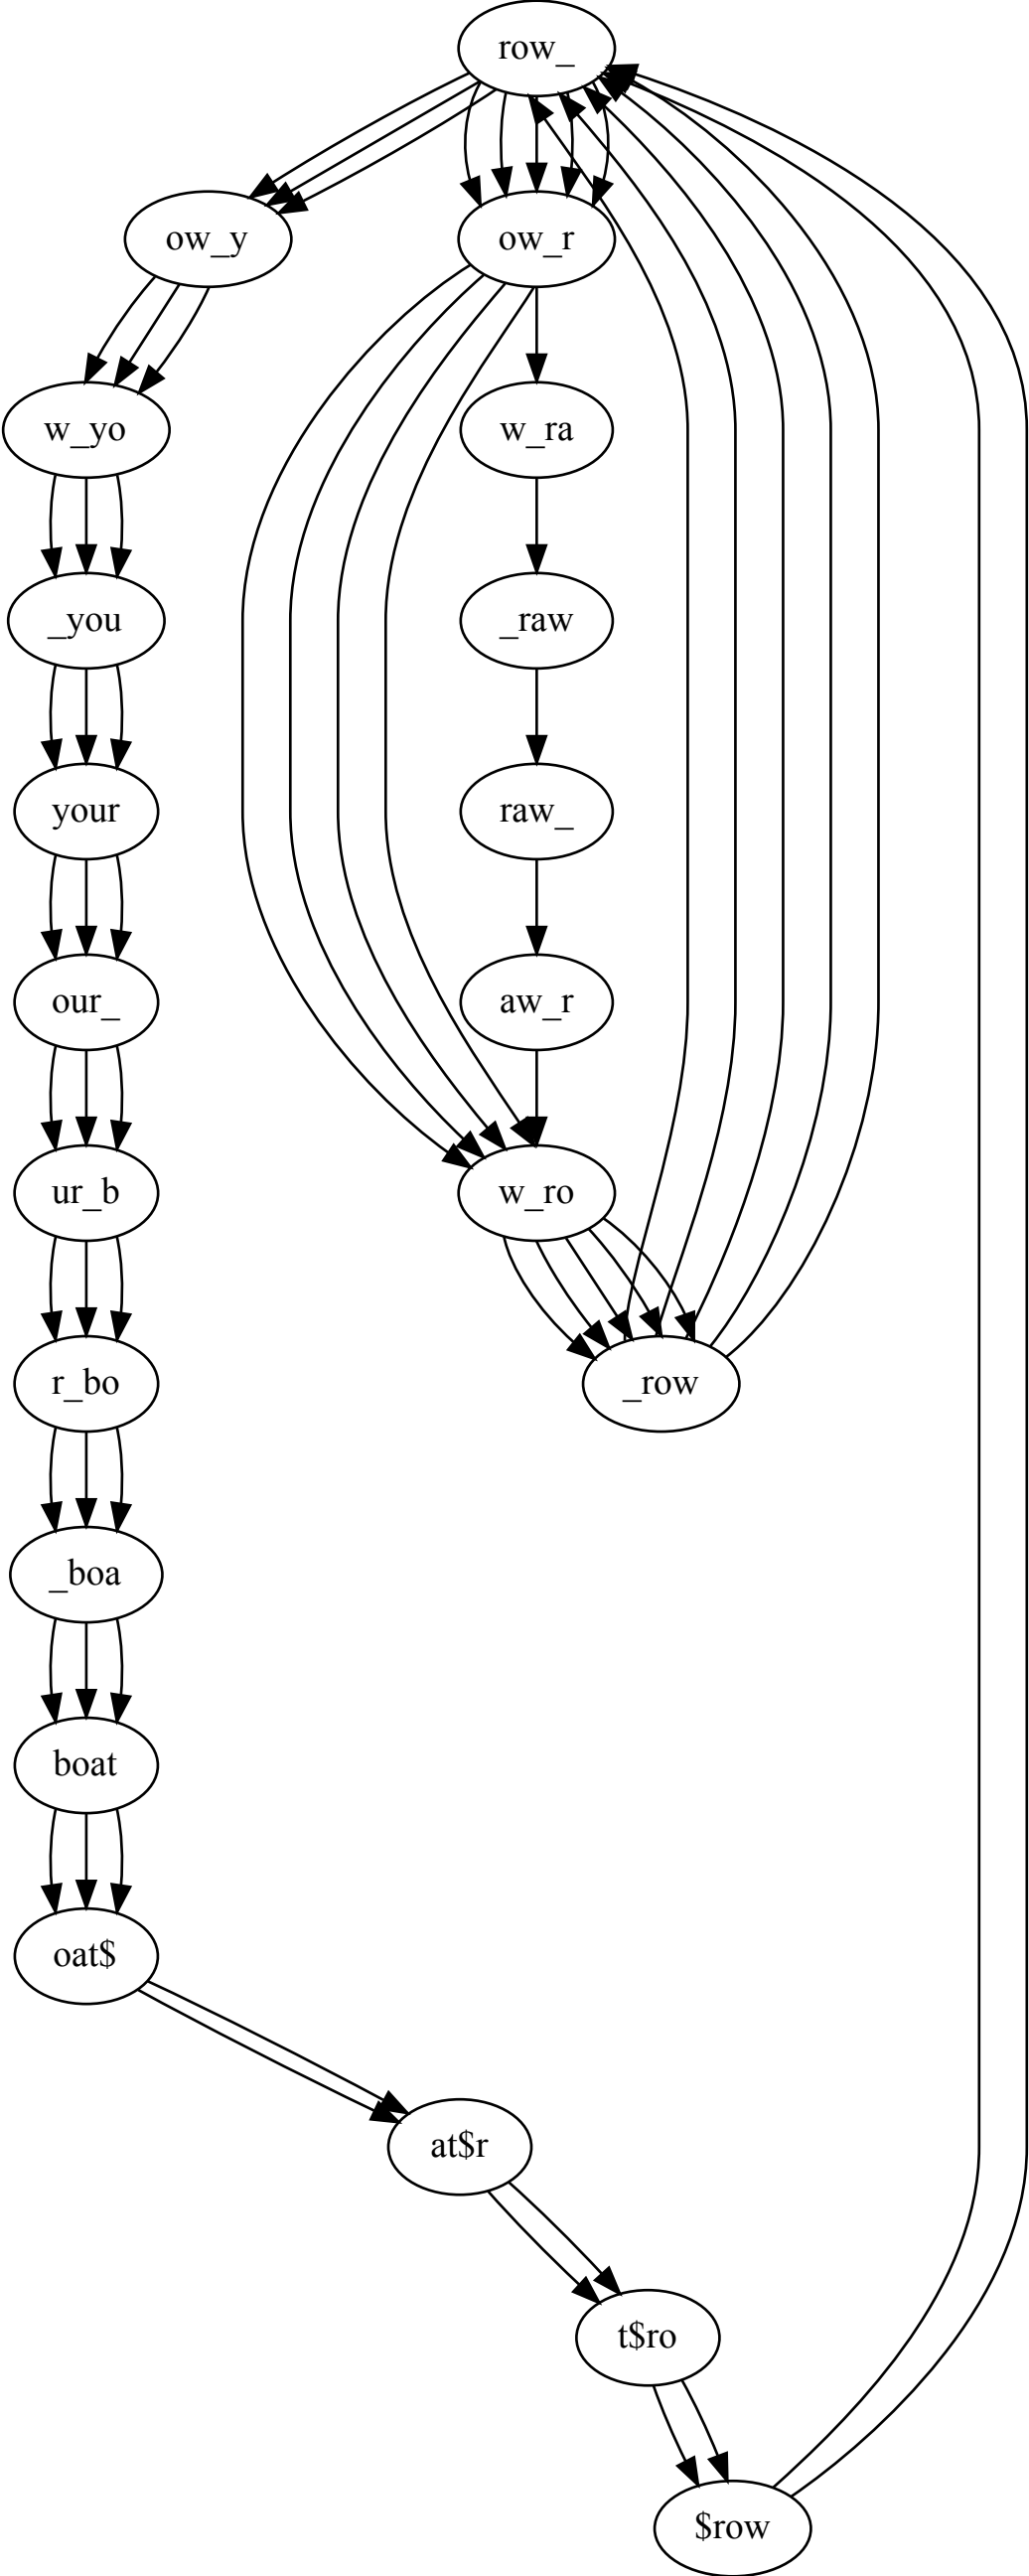 row_
ow_y
ow_r
w_yo
w_ra
_you
_raw
your
raw_
our_
aw_r
ur_b
w_ro
r_bo
_row
_boa
boat
oat$
at$r
t$ro
$row